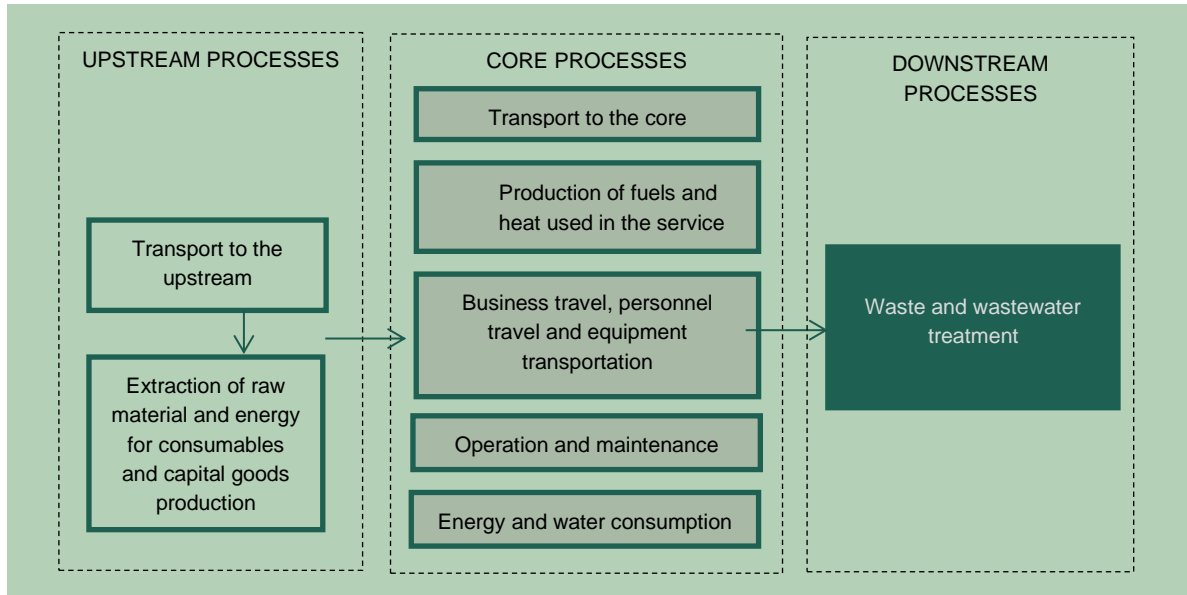 UPSTREAM PROCESSES
Transport to the
upstream
Extraction of raw
material and energy
for consumables
and capital goods
production
CORE PROCESSES
Transport to the core
Production of fuels and
heat used in the service
Business travel, personnel
travel and equipment
transportation
Operation and maintenance
Energy and water consumption
DOWNSTREAM
PROCESSES
Waste and wastewater
treatment